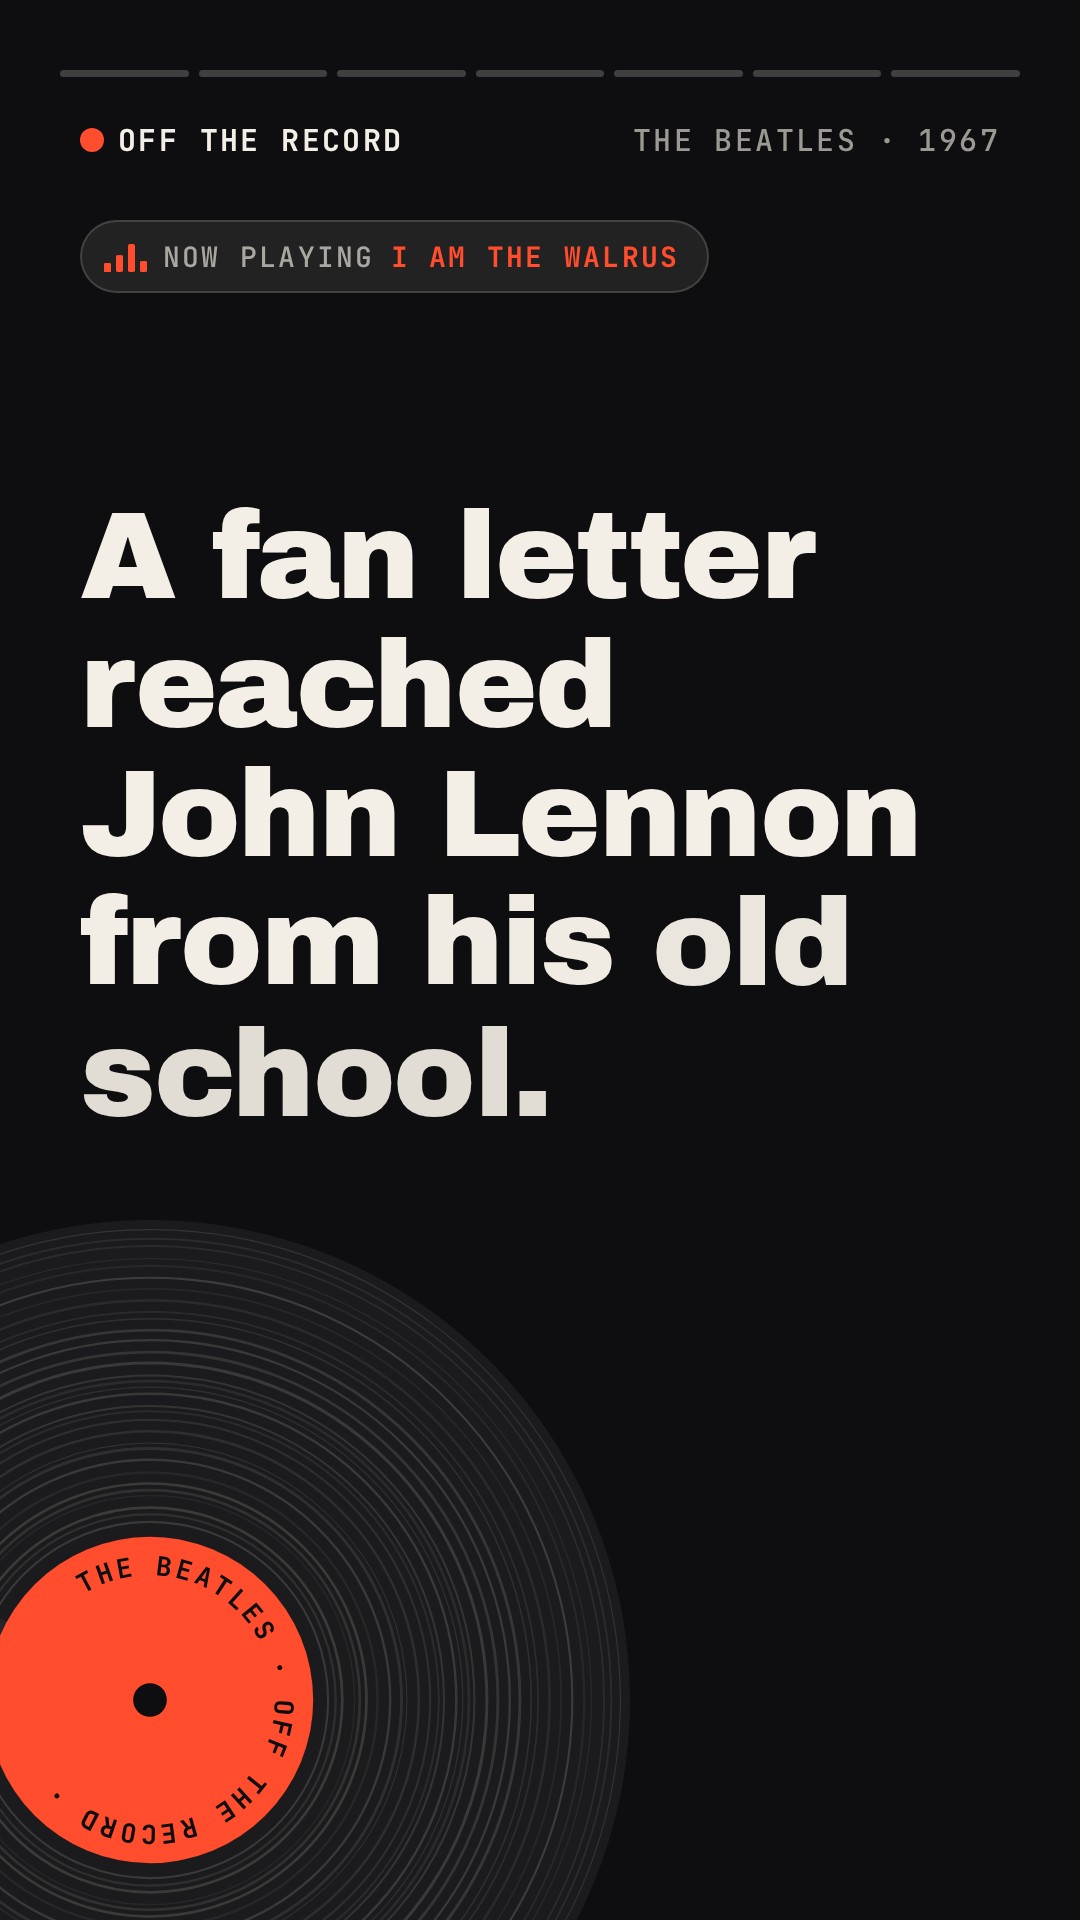 OFF THE RECORD
THE BEATLES · 1967
NOW PLAYING I AM THE WALRUS
A fan letter
reached
John Lennon
from his old
school.
THE BEATLES · OFF THE RECORD ·